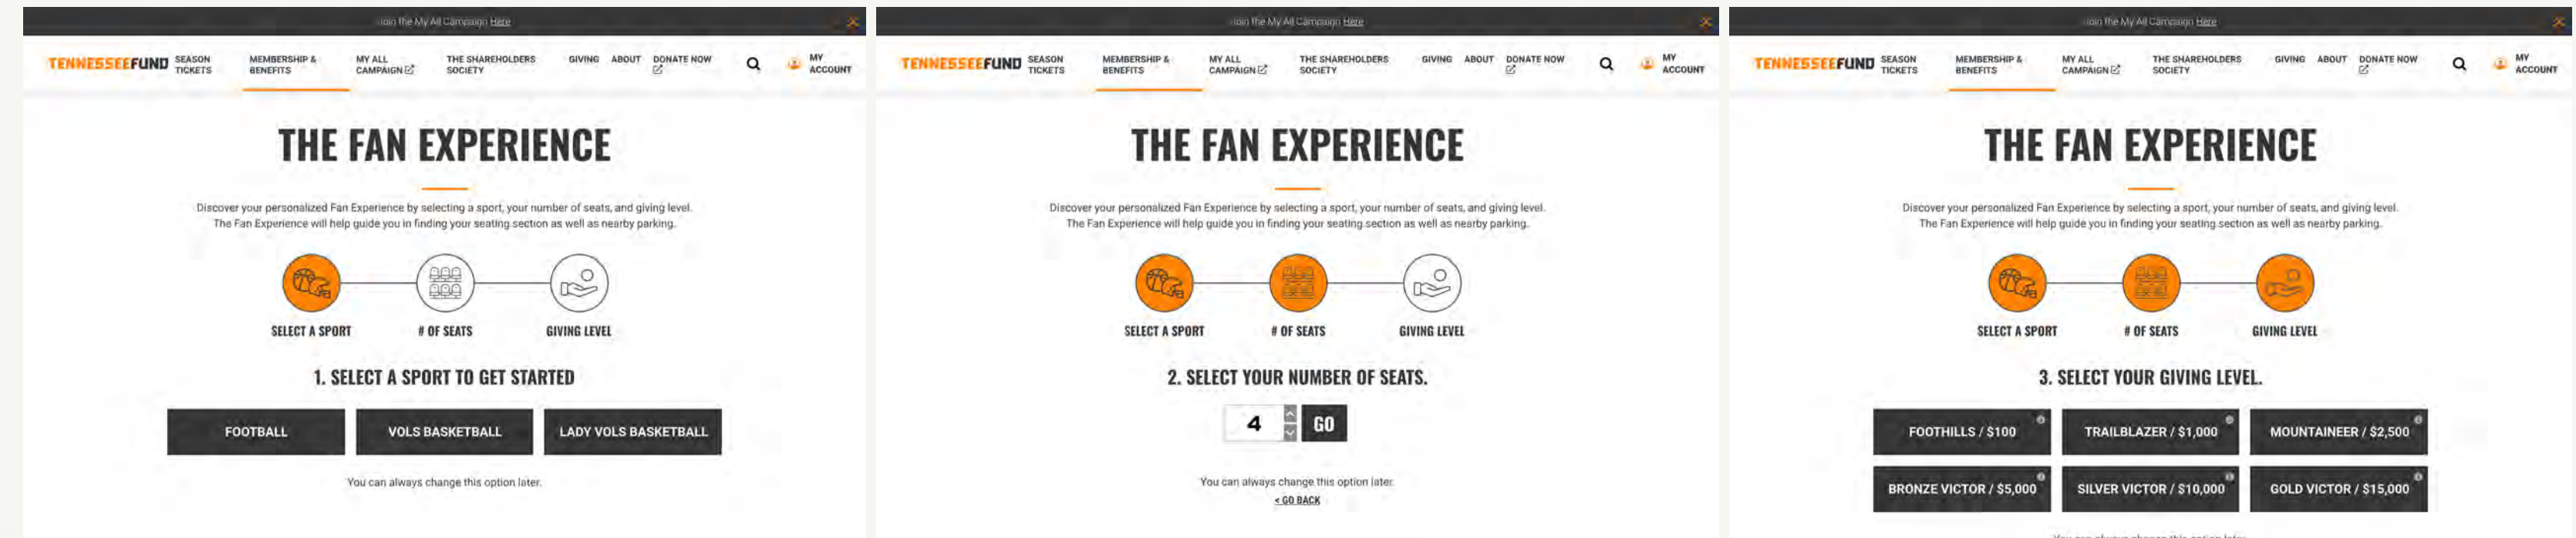 Join the My All Campaign Here
TENNESSEEFUND
SEASON TICKETS
MEMBERSHIP & BENEFITS
MY ALL CAMPAIGN
THE SHAREHOLDERS SOCIETY
GIVING
ABOUT
DONATE NOW
MY ACCOUNT
THE FAN EXPERIENCE
Discover your personalized Fan Experience by selecting a sport, your number of seats, and giving level.
The Fan Experience will help guide you in finding your seating section as well as nearby parking.
SELECT A SPORT
# OF SEATS
GIVING LEVEL
1. SELECT A SPORT TO GET STARTED
FOOTBALL
VOLS BASKETBALL
LADY VOLS BASKETBALL
You can always change this option later.
Join the My All Campaign Here
TENNESSEEFUND
SEASON TICKETS
MEMBERSHIP & BENEFITS
MY ALL CAMPAIGN
THE SHAREHOLDERS SOCIETY
GIVING
ABOUT
DONATE NOW
MY ACCOUNT
THE FAN EXPERIENCE
Discover your personalized Fan Experience by selecting a sport, your number of seats, and giving level.
The Fan Experience will help guide you in finding your seating section as well as nearby parking.
SELECT A SPORT
# OF SEATS
GIVING LEVEL
2. SELECT YOUR NUMBER OF SEATS.
4
GO
You can always change this option later.
< GO BACK
Join the My All Campaign Here
TENNESSEEFUND
SEASON TICKETS
MEMBERSHIP & BENEFITS
MY ALL CAMPAIGN
THE SHAREHOLDERS SOCIETY
GIVING
ABOUT
DONATE NOW
MY ACCOUNT
THE FAN EXPERIENCE
Discover your personalized Fan Experience by selecting a sport, your number of seats, and giving level.
The Fan Experience will help guide you in finding your seating section as well as nearby parking.
SELECT A SPORT
# OF SEATS
GIVING LEVEL
3. SELECT YOUR GIVING LEVEL.
FOOTHILLS / $100
TRAILBLAZER / $1,000
MOUNTAINEER / $2,500
BRONZE VICTOR / $5,000
SILVER VICTOR / $10,000
GOLD VICTOR / $15,000